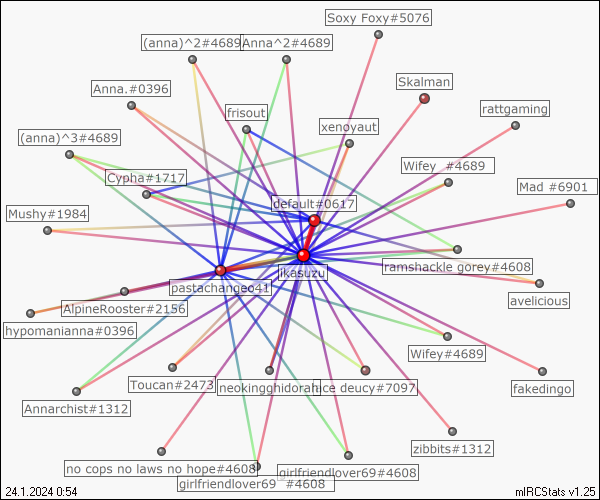 Soxy Foxy#5076
(anna)^2#4689
Anna^2#4689
Skalman
Anna.#0396
frisout
rattgaming
xenoyaut
(anna)^3#4689
Wifey_#4689
Cypha#1717
Mad_#6901
default#0617
Mushy#1984
ikasuzu
ramshackle gorey#4608
pastachangeo41
avelicious
AlpineRooster#2156
hypomanianna#0396
Wifey#4689
Toucan#2473
neokingghidorah
nce deucy#7097
fakedingo
Annarchist#1312
zibbits#1312
no cops no laws no hope#4608
girlfriendlover69#4608
girlfriendlover69_#4608
24.1.2024 0:54
mIRCStats v1.25